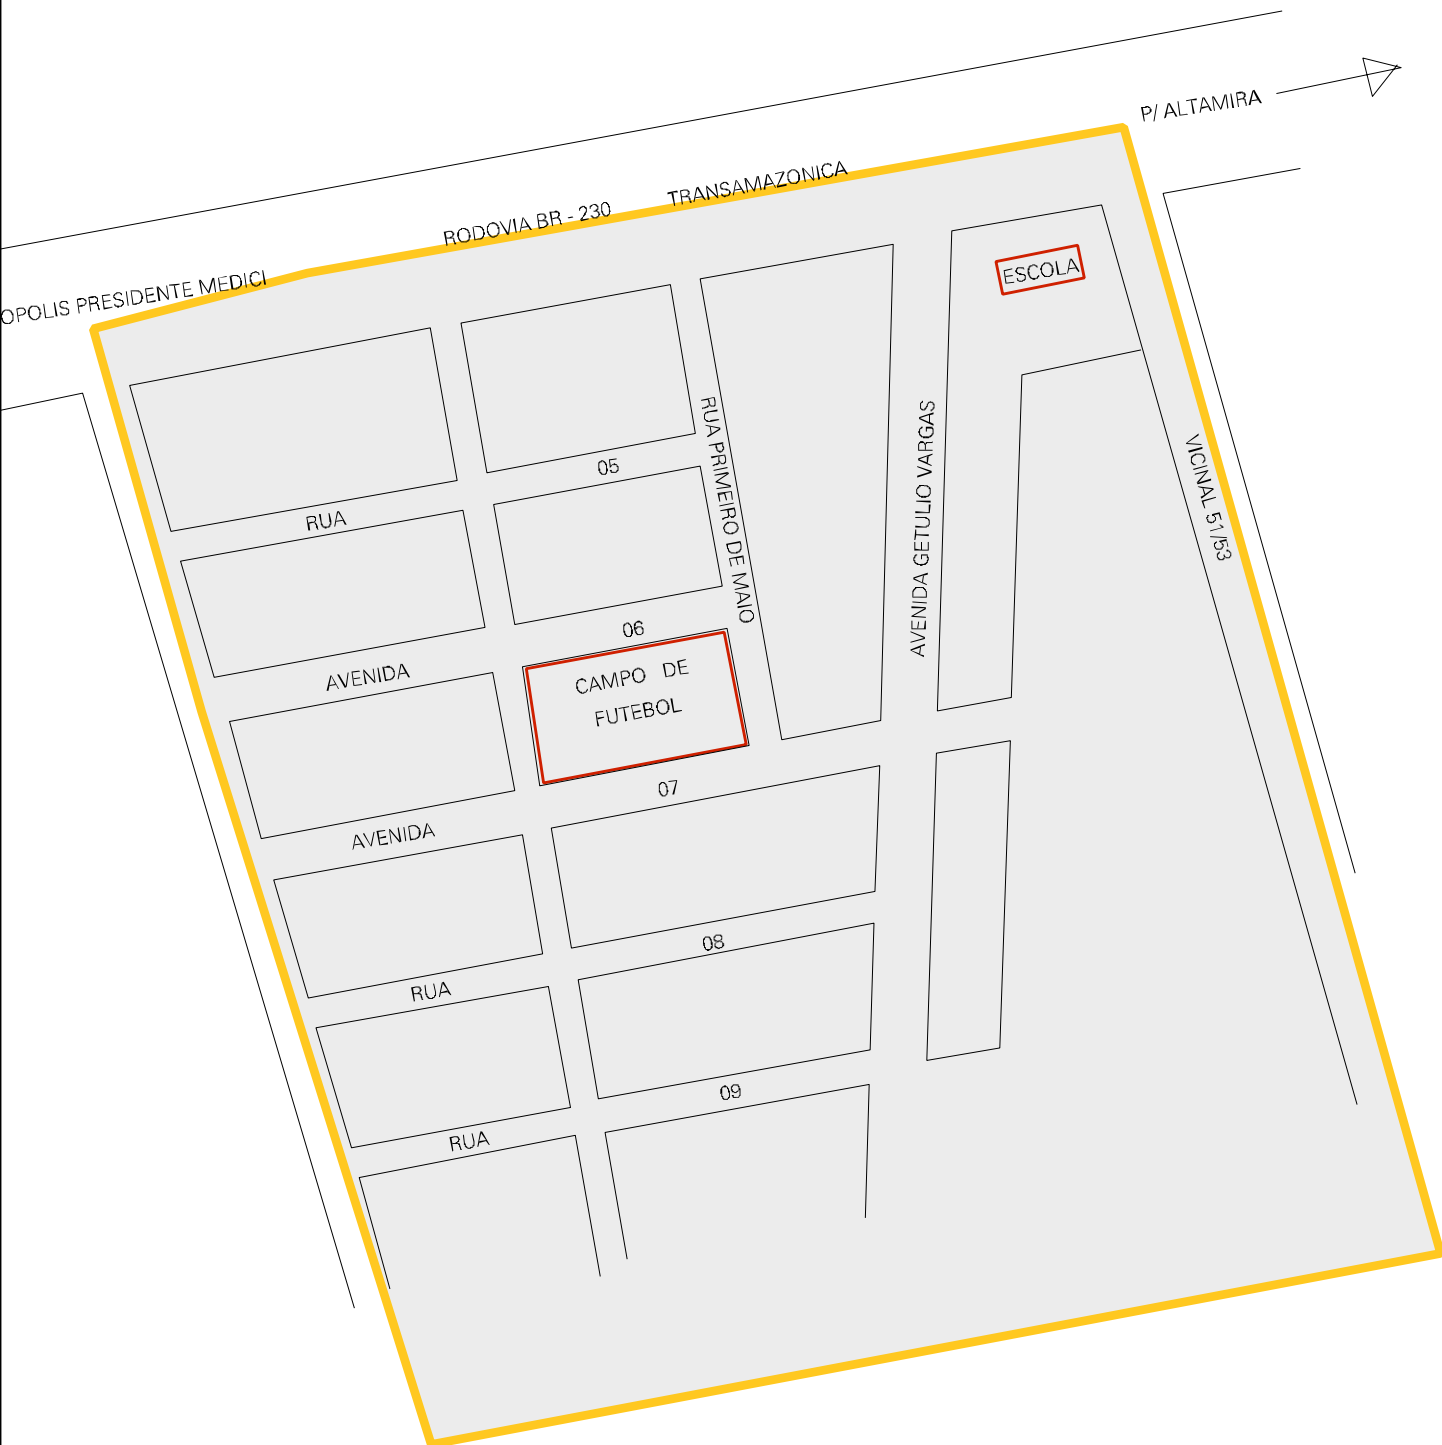 P/ ALTAMIRA
TRANSAMAZONICA
RODOVIA BR - 230
OPOLIS PRESIDENTE MEDICI
ESCOLA
RUA PRIMEIRO DE MAIO
AVENIDA GETULIO VARGAS
VICINAL 51/53
RUA 05
AVENIDA 06
CAMPO DE
FUTEBOL
AVENIDA 07
RUA 08
RUA 09